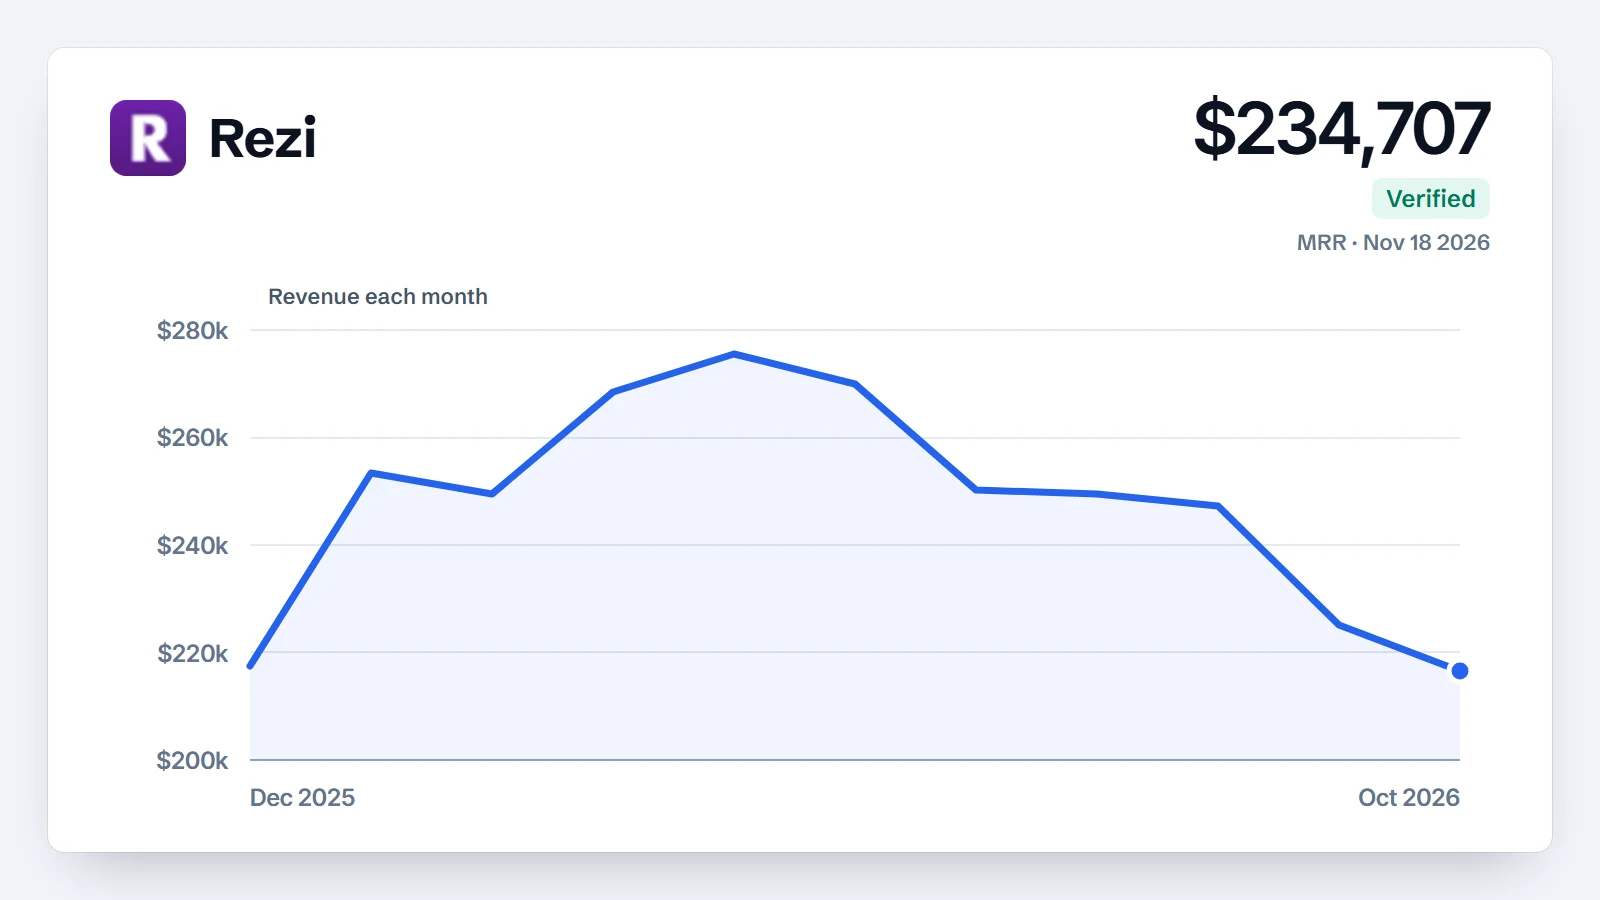 R
Rezi
$234,707
Verified
MRR · Nov 18 2026
Revenue each month
$280k
$260k
$240k
$220k
$200k
Dec 2025
Oct 2026